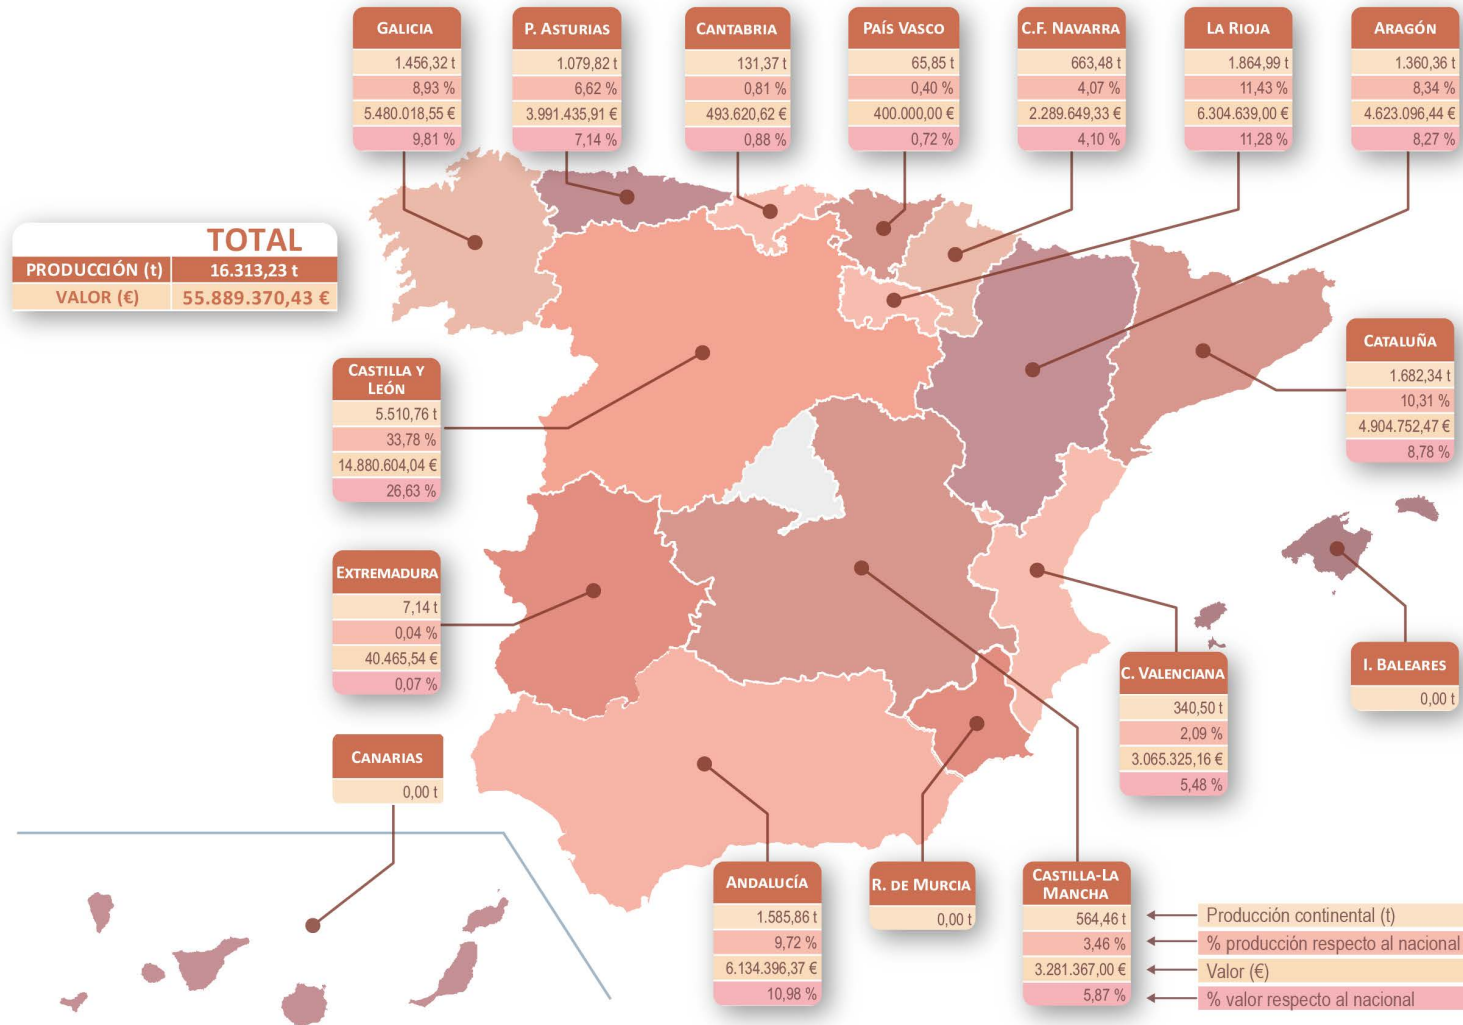 GALICIA
1.456,32 t
8,93 %
5.480.018,55 €
9,81 %
P. ASTURIAS
1.079,82 t
6,62 %
3.991.435,91 €
7,14 %
CANTABRIA
131,37 t
0,81 %
493.620,62 €
0,88 %
PAÍS VASCO
65,85 t
0,40 %
400.000,00 €
0,72 %
C.F. NAVARRA
663,48 t
4,07 %
2.289.649,33 €
4,10 %
LA RIOJA
1.864,99 t
11,43 %
6.304.639,00 €
11,28 %
ARAGÓN
1.360,36 t
8,34 %
4.623.096,44 €
8,27 %
TOTAL
PRODUCCIÓN (t) 16.313,23 t
VALOR (€) 55.889.370,43 €
CATALUÑA
1.682,34 t
10,31 %
4.904.752,47 €
8,78 %
CASTILLA Y
LEÓN
5.510,76 t
33,78 %
14.880.604,04 €
26,63 %
EXTREMADURA
7,14 t
0,04 %
40.465,54 €
0,07 %
I. BALEARES
0,00 t
C. VALENCIANA
340,50 t
2,09 %
3.065.325,16 €
5,48 %
CANARIAS
0,00 t
ANDALUCÍA
1.585,86 t
9,72 %
6.134.396,37 €
10,98 %
R. DE MURCIA
0,00 t
CASTILLA-LA
MANCHA
564,46 t
3,46 %
3.281.367,00 €
5,87 %
Producción continental (t)
% producción respecto al nacional
Valor (€)
% valor respecto al nacional